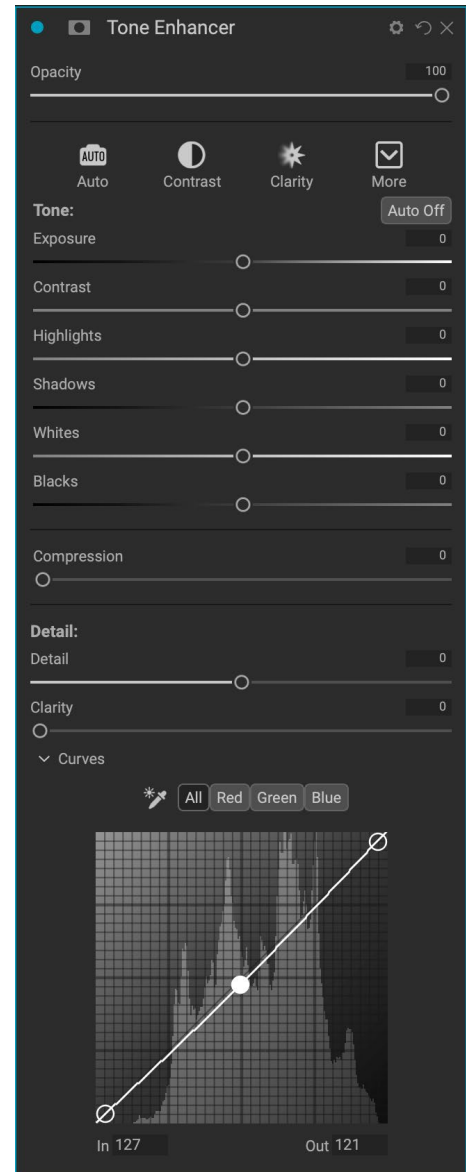 Tone Enhancer
Opacity 100
AUTO
Auto Contrast Clarity More
Tone: Auto Off
Exposure 0
Contrast 0
Highlights 0
Shadows 0
Whites 0
Blacks 0
Compression 0
Detail:
Detail 0
Clarity 0
Curves
All Red Green Blue
In 127 Out 121